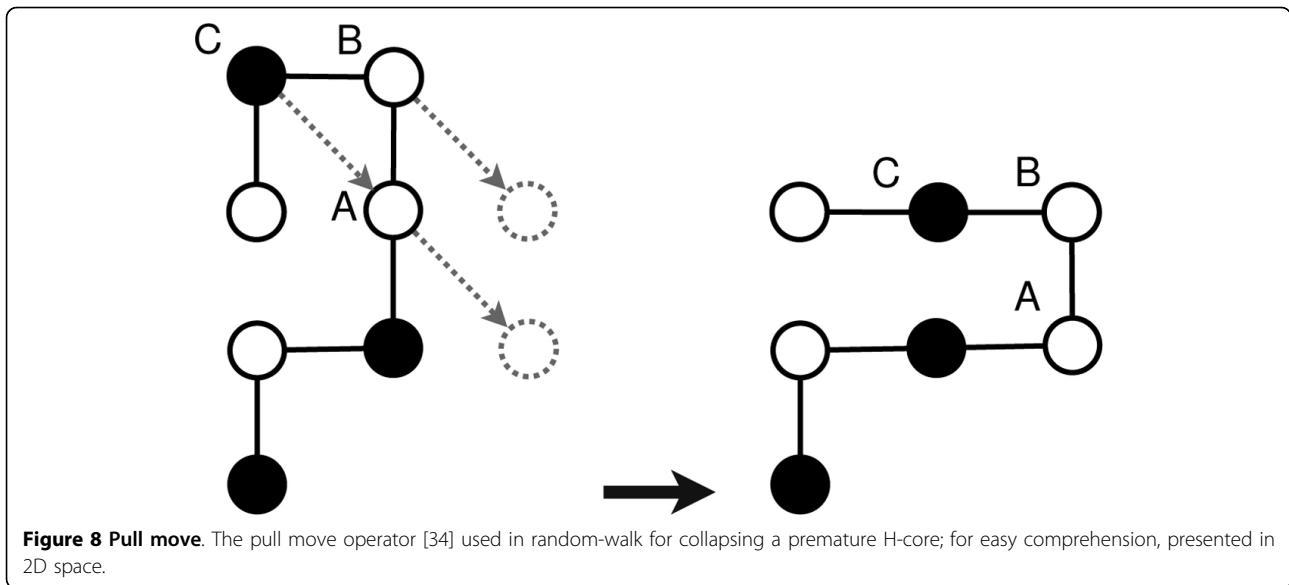 C
B
A
C
B
A
Figure 8 Pull move. The pull move operator [34] used in random-walk for collapsing a premature H-core; for easy comprehension, presented in
2D space.